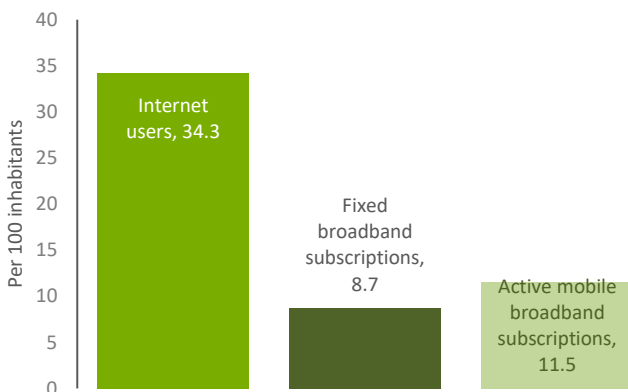 40
35
30
25
20
15
10
5
0
Per 100 inhabitants
Internet
users, 34.3
Fixed
broadband
subscriptions,
8.7
Active mobile
broadband
subscriptions,
11.5